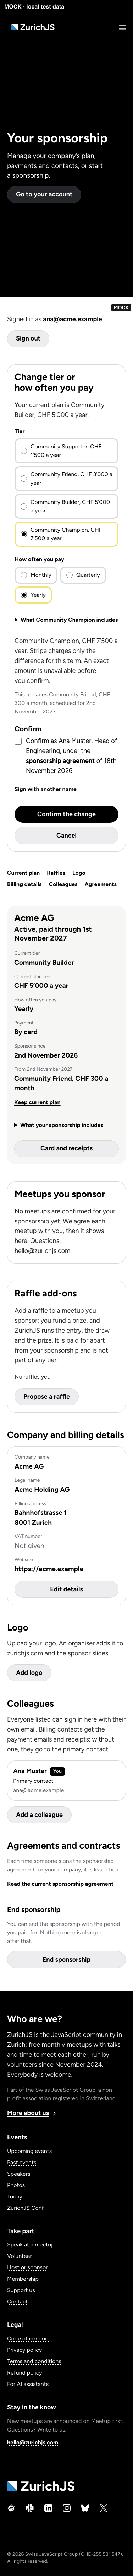 MOCK · local test data
ZurichJS
Your sponsorship
Manage your company's plan,
payments and contacts, or start
a sponsorship.
Go to your account
MOCK
Signed in as ana@acme.example
Sign out
Change tier or
how often you pay
Your current plan is Community
Builder, CHF 5'000 a year.
Tier
Community Supporter, CHF
1'500 a year
Community Friend, CHF 3'000 a
year
Community Builder, CHF 5'000
a year
Community Champion, CHF
7'500 a year
How often you pay
Monthly
Quarterly
Yearly
What Community Champion includes
Community Champion, CHF 7'500 a
year. Stripe charges only the
difference for this term. An exact
amount is unavailable before
you confirm.
This replaces Community Friend, CHF
300 a month, scheduled for 2nd
November 2027.
Confirm
Confirm as Ana Muster, Head of
Engineering, under the
sponsorship agreement of 18th
November 2026.
Sign with another name
Confirm the change
Cancel
Current plan
Raffles
Logo
Billing details
Colleagues
Agreements
Acme AG
Active, paid through 1st
November 2027
Current tier
Community Builder
Current plan fee
CHF 5'000 a year
How often you pay
Yearly
Payment
By card
Sponsor since
2nd November 2026
From 2nd November 2027
Community Friend, CHF 300 a
month
Keep current plan
What your sponsorship includes
Card and receipts
Meetups you sponsor
No meetups are confirmed for your
sponsorship yet. We agree each
meetup with you, then it shows
here. Questions:
hello@zurichjs.com.
Raffle add-ons
Add a raffle to a meetup you
sponsor: you fund a prize, and
ZurichJS runs the entry, the draw
and the prize. It is paid for apart
from your sponsorship and is not
part of any tier.
No raffles yet.
Propose a raffle
Company and billing details
Company name
Acme AG
Legal name
Acme Holding AG
Billing address
Bahnhofstrasse 1
8001 Zurich
VAT number
Not given
Website
https://acme.example
Edit details
Logo
Upload your logo. An organiser adds it to
zurichjs.com and the sponsor slides.
Add logo
Colleagues
Everyone listed can sign in here with their
own email. Billing contacts get the
payment emails and receipts; without
one, they go to the primary contact.
Ana Muster You
Primary contact
ana@acme.example
Add a colleague
Agreements and contracts
Each time someone signs the sponsorship
agreement for your company, it is listed here.
Read the current sponsorship agreement
End sponsorship
You can end the sponsorship with the period
you paid for. Nothing more is charged
after that.
End sponsorship
Who are we?
ZurichJS is the JavaScript community in
Zurich: free monthly meetups with talks
and time to meet each other, run by
volunteers since November 2024.
Everybody is welcome.
Part of the Swiss JavaScript Group, a non-
profit association registered in Switzerland.
More about us
Events
Upcoming events
Past events
Speakers
Photos
Today
ZurichJS Conf
Take part
Speak at a meetup
Volunteer
Host or sponsor
Membership
Support us
Contact
Legal
Code of conduct
Privacy policy
Terms and conditions
Refund policy
For AI assistants
Stay in the know
New meetups are announced on Meetup first.
Questions? Write to us.
hello@zurichjs.com
ZurichJS
© 2026 Swiss JavaScript Group (CHE-255.581.547).
All rights reserved.